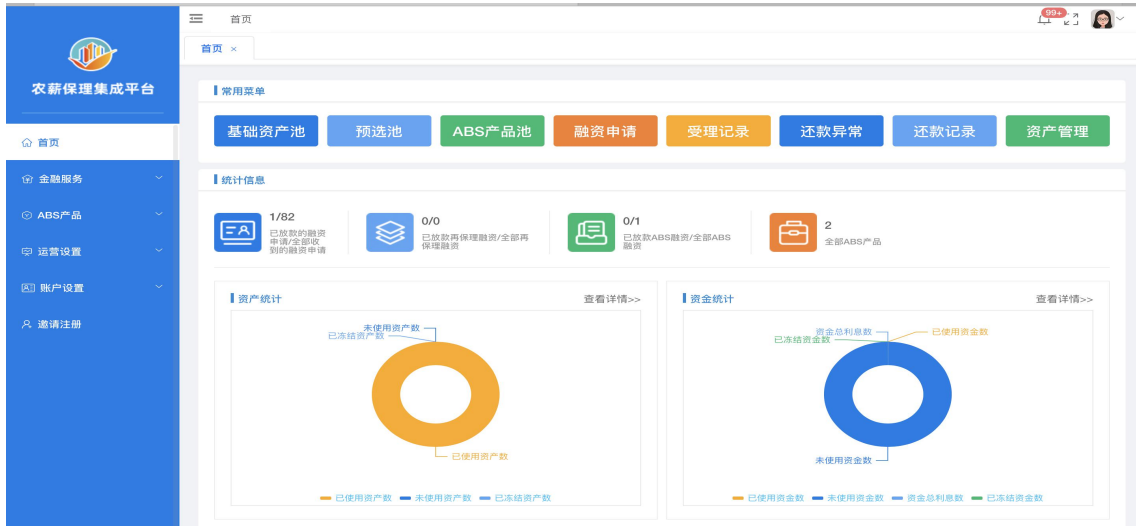 首页
99+
首页 ×
农薪保理集成平台
首页
金融服务
ABS产品
运营设置
账户设置
邀请注册
常用菜单
基础资产池 预选池 ABS产品池 融资申请 受理记录 还款异常 还款记录 资产管理
统计信息
1/82
已放款的融资
申请/全部收
到的融资申请
0/0
已放款再保理融资/全部再
保理融资
0/1
已放款ABS融资/全部ABS
融资
2
全部ABS产品
资产统计 查看详情>>
未使用资产数
已冻结资产数
已使用资产数
已使用资产数 未使用资产数 已冻结资产数
资金统计 查看详情>>
资金总利息数 已使用资金数
已冻结资金数
未使用资金数
已使用资金数 未使用资金数 资金总利息数 已冻结资金数